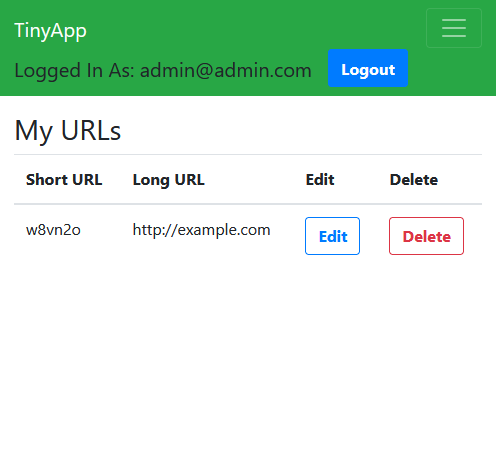 TinyApp
Logged In As: admin@admin.com Logout
My URLs
Short URL Long URL Edit Delete
w8vn2o http://example.com Edit Delete